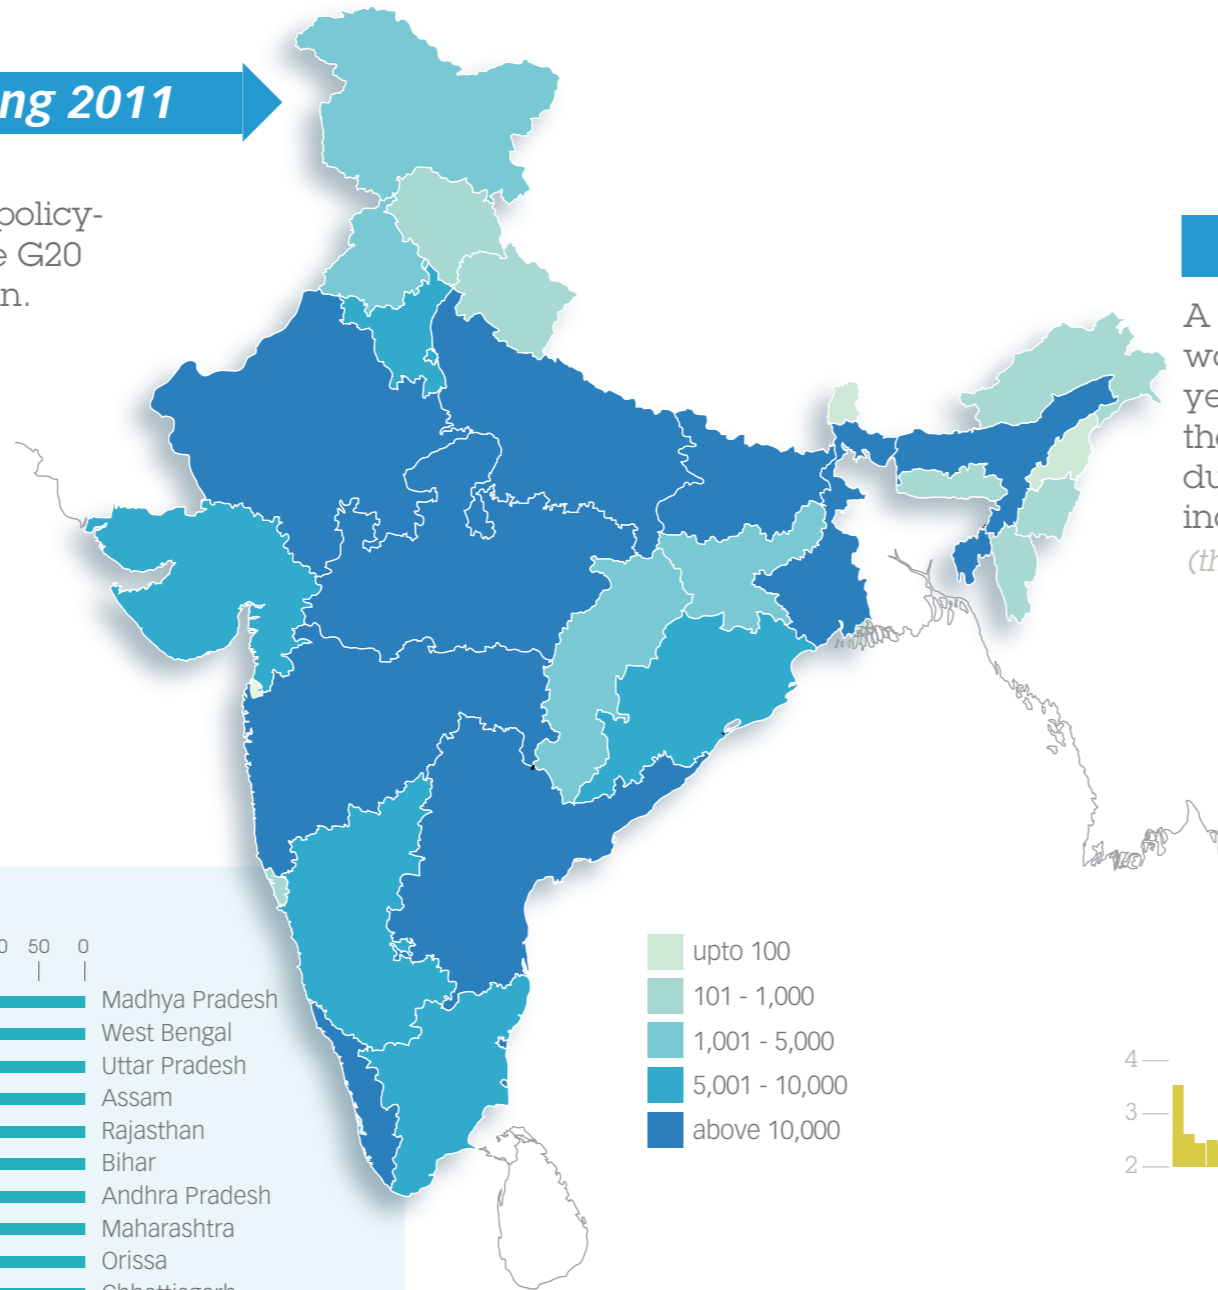 ng 2011
policy-
e G20
n.
A
wo
ye
the
du
inc
(th
50 0
Madhya Pradesh
West Bengal
Uttar Pradesh
Assam
Rajasthan
Bihar
Andhra Pradesh
Maharashtra
Orissa
Chhattisgarh
upto 100
101 - 1,000
1,001 - 5,000
5,001 - 10,000
above 10,000
4
3
2